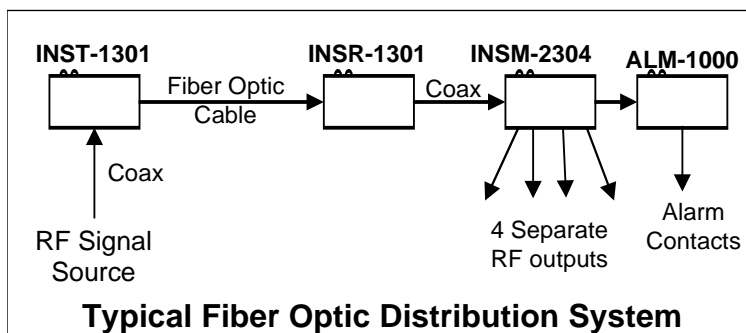 INST-1301
INSR-1301
INSM-2304
ALM-1000
Fiber Optic
Cable
Coax
Coax
RF Signal
Source
4 Separate
RF outputs
Alarm
Contacts
Typical Fiber Optic Distribution System